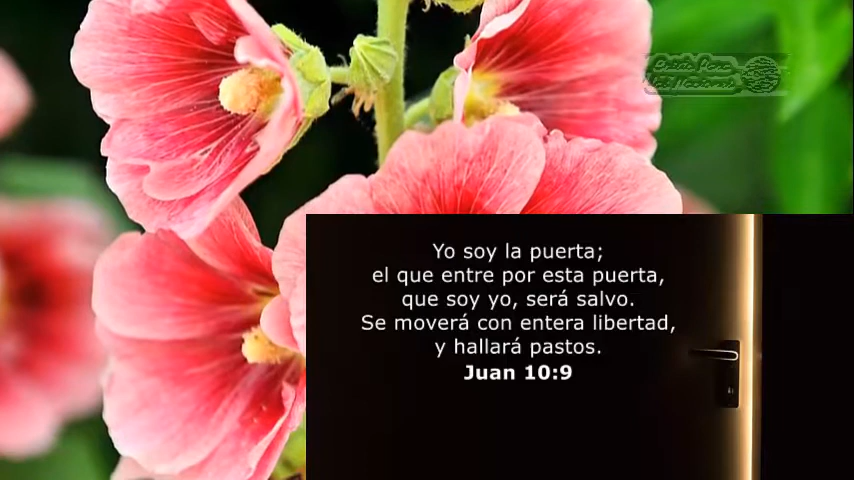 Yo soy la puerta;
el que entre por esta puerta,
que soy yo, será salvo.
Se moverá con entera libertad,
y hallará pastos.
Juan 10:9